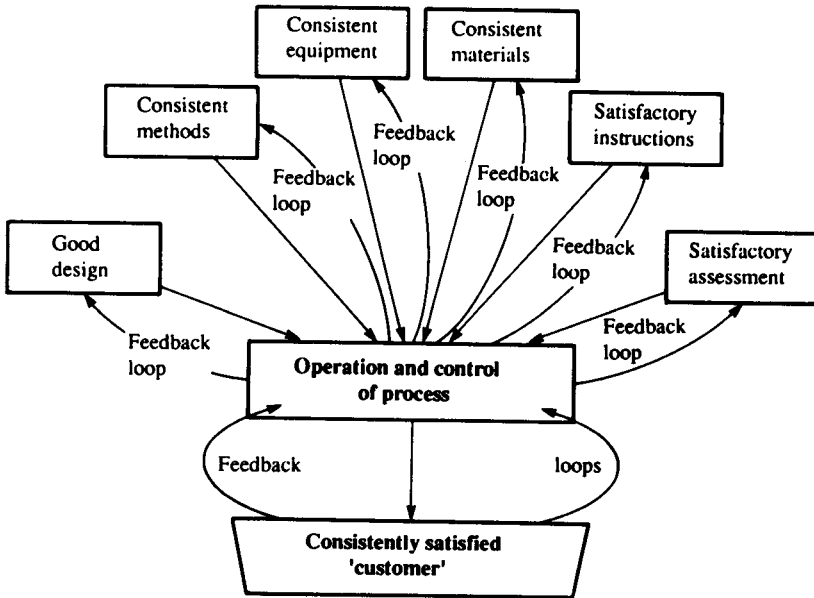 Consistent
equipment
Consistent
materials
Consistent
methods
Satisfactory
instructions
Feedback
loop
Feedback
loop
Feedback
loop
Good
design
Feedback
loop
Satisfactory
assessment
Feedback
loop
Feedback
loop
Operation and control
of process
Feedback
loops
Consistently satisfied
'customer'